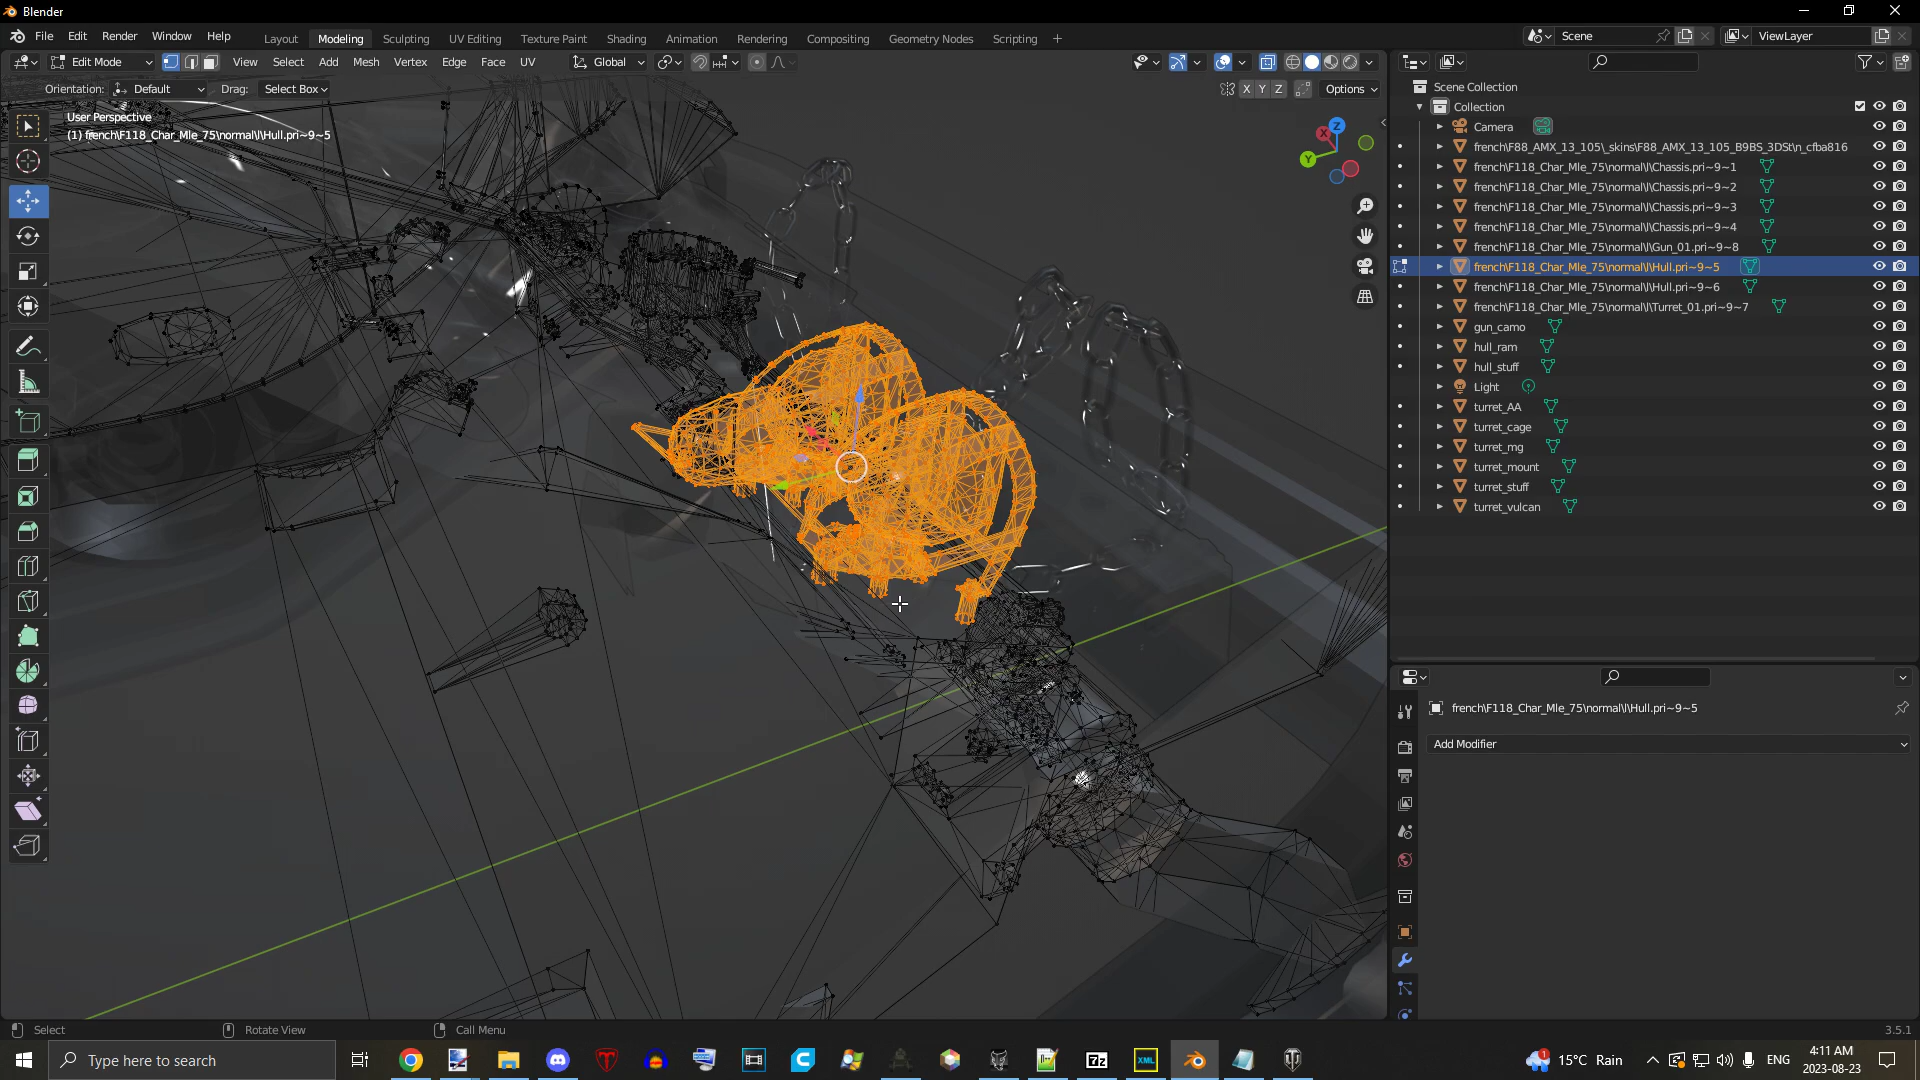 Blender
File Edit Render Window Help
Layout Modeling Sculpting UV Editing Texture Paint Shading Animation Rendering Compositing Geometry Nodes Scripting +
Scene
ViewLayer
Edit Mode View Select Add Mesh Vertex Edge Face UV Global
Orientation: Default Drag: Select Box
X Y Z Options
User Perspective
(1) french\F118_Char_Mle_75\normal\l\Hull.pri~9~5
Z
X
Y
Scene Collection
Collection
Camera
french\F88_AMX_13_105\_skins\F88_AMX_13_105_B9BS_3DSt\n_cfba816
french\F118_Char_Mle_75\normal\l\Chassis.pri~9~1
french\F118_Char_Mle_75\normal\l\Chassis.pri~9~2
french\F118_Char_Mle_75\normal\l\Chassis.pri~9~3
french\F118_Char_Mle_75\normal\l\Chassis.pri~9~4
french\F118_Char_Mle_75\normal\l\Gun_01.pri~9~8
french\F118_Char_Mle_75\normal\l\Hull.pri~9~5
french\F118_Char_Mle_75\normal\l\Hull.pri~9~6
french\F118_Char_Mle_75\normal\l\Turret_01.pri~9~7
gun_camo
hull_ram
hull_stuff
Light
turret_AA
turret_cage
turret_mg
turret_mount
turret_stuff
turret_vulcan
french\F118_Char_Mle_75\normal\l\Hull.pri~9~5
Add Modifier
Select Rotate View Call Menu
3.5.1
Type here to search
7z
XML
1
15°C Rain
ENG
4:11 AM
2023-08-23